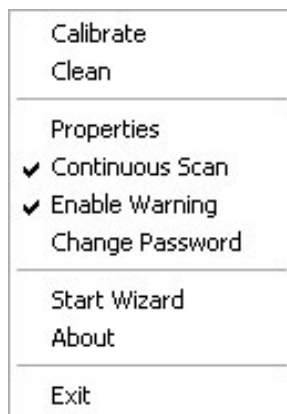 Calibrate
Clean
Properties
Continuous Scan
Enable Warning
Change Password
Start Wizard
About
Exit